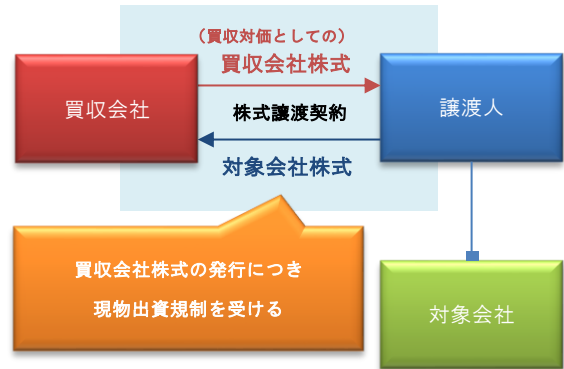 （買収対価としての）
買収会社株式
買収会社
株式譲渡契約
譲渡人
対象会社株式
買収会社株式の発行につき
現物出資規制を受ける
対象会社